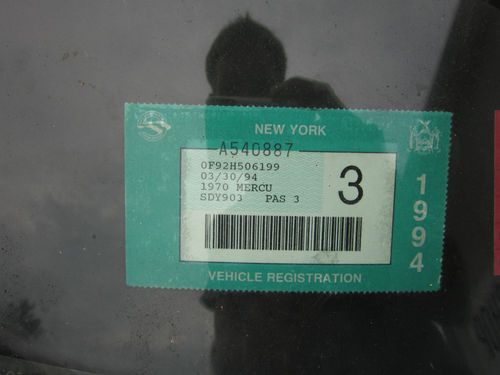 NEW YORK
A540887
0F92H506199
03/30/94
1970 MERCU
SDY903 PAS 3
3
1994
VEHICLE REGISTRATION